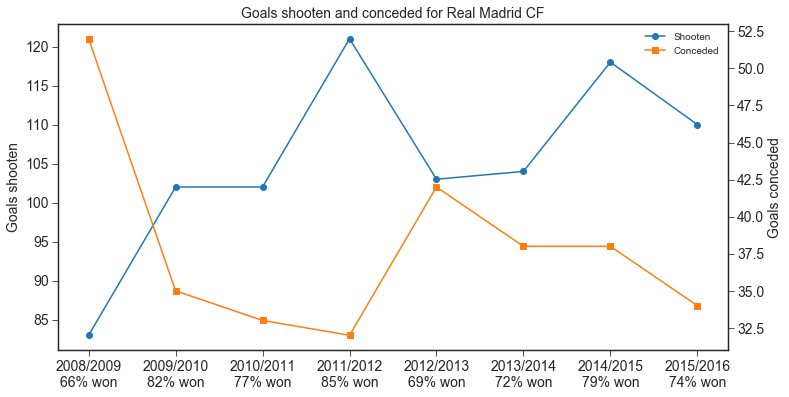 Goals shooten and conceded for Real Madrid CF
Shooten
Conceded
Goals shooten
120
115
110
105
100
95
90
85
52.5
50.0
47.5
45.0
42.5
40.0
37.5
35.0
32.5
Goals conceded
2008/2009 2009/2010 2010/2011 2011/2012 2012/2013 2013/2014 2014/2015 2015/2016
66% won 82% won 77% won 85% won 69% won 72% won 79% won 74% won